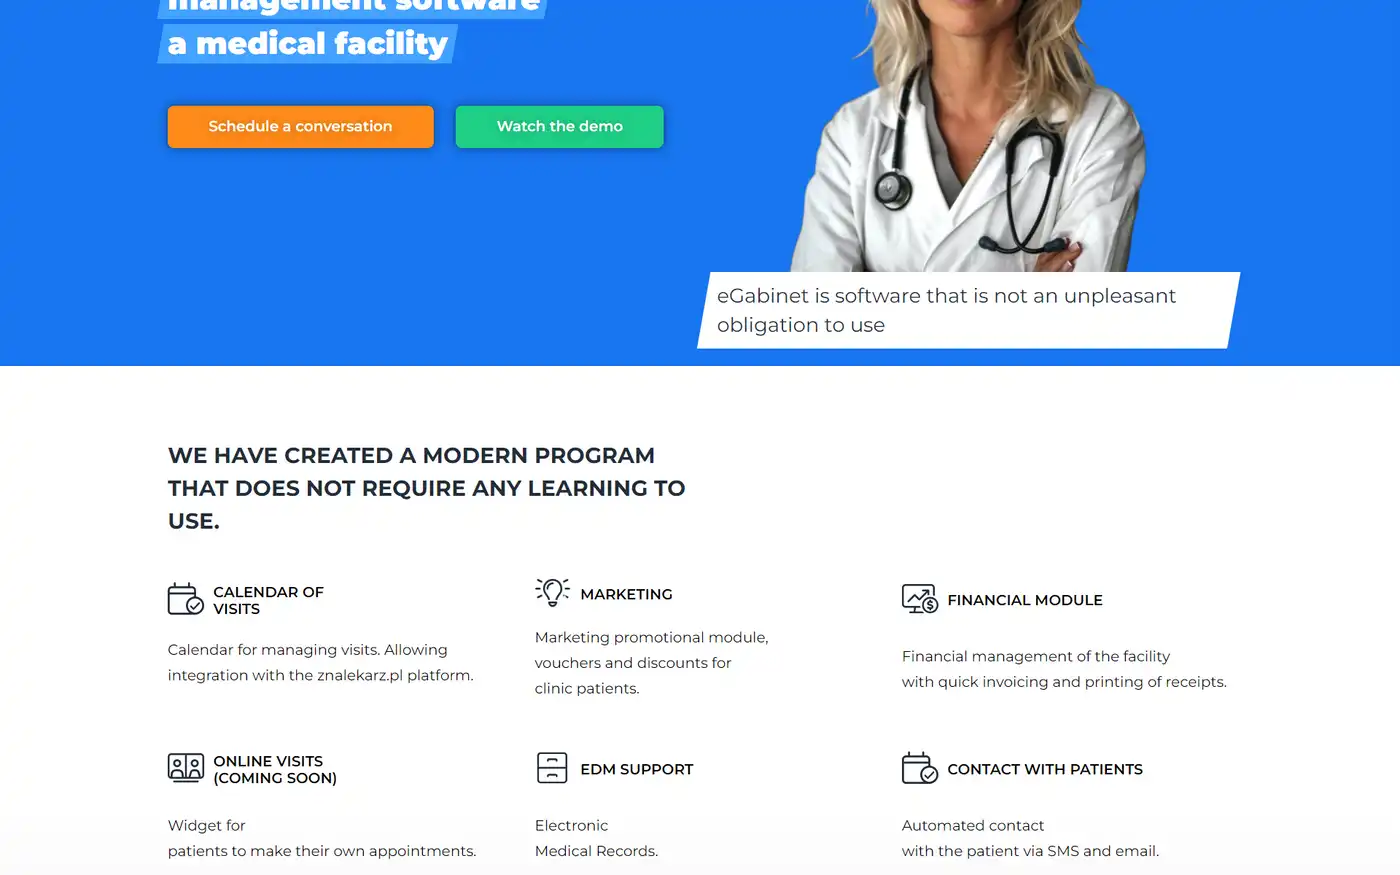 management software
a medical facility
Schedule a conversation
Watch the demo
eGabinet is software that is not an unpleasant
obligation to use
WE HAVE CREATED A MODERN PROGRAM
THAT DOES NOT REQUIRE ANY LEARNING TO
USE.
CALENDAR OF
VISITS
Calendar for managing visits. Allowing
integration with the znalekarz.pl platform.
MARKETING
Marketing promotional module,
vouchers and discounts for
clinic patients.
FINANCIAL MODULE
Financial management of the facility
with quick invoicing and printing of receipts.
ONLINE VISITS
(COMING SOON)
Widget for
patients to make their own appointments.
EDM SUPPORT
Electronic
Medical Records.
CONTACT WITH PATIENTS
Automated contact
with the patient via SMS and email.